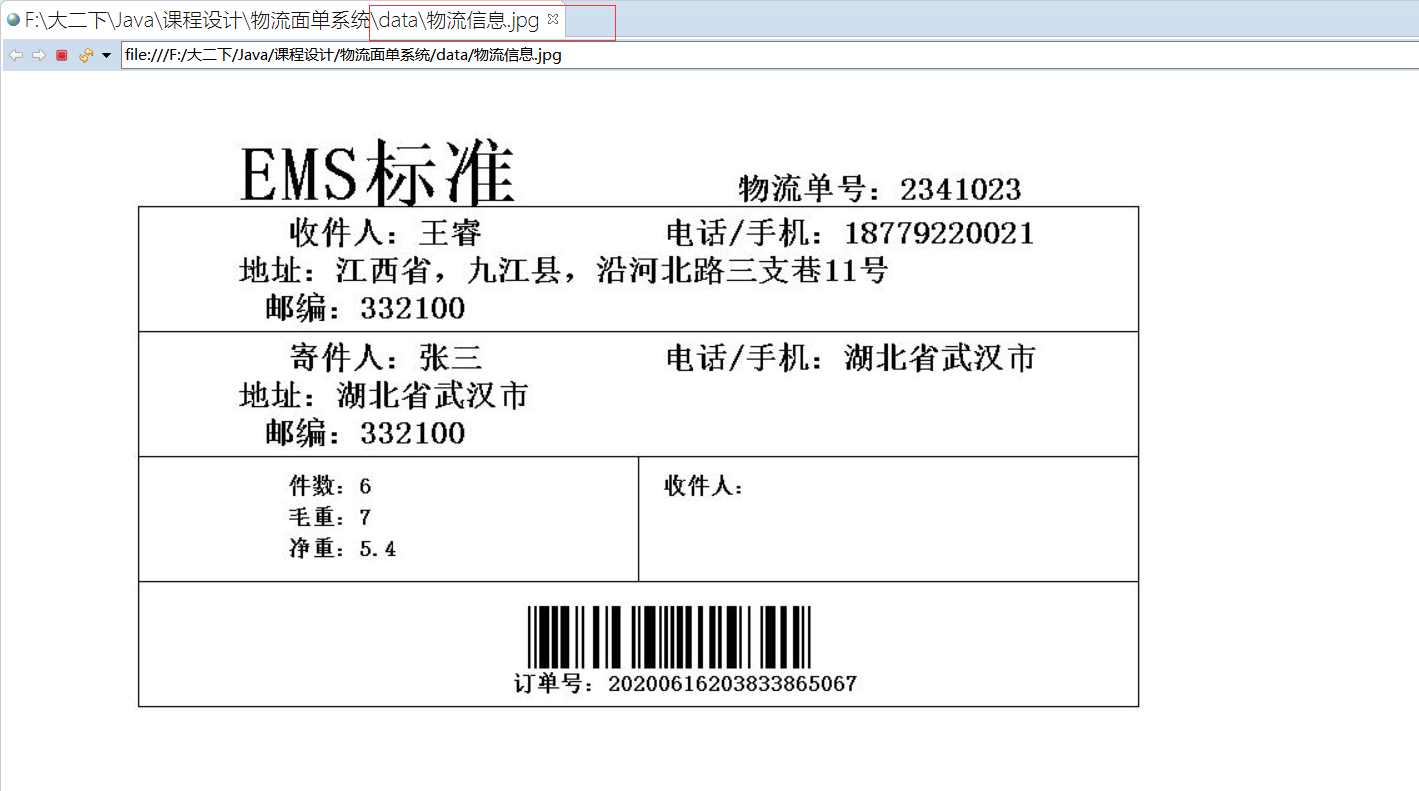 F:\大二下\Java\课程设计\物流面单系统\data\物流信息.jpg
file:///F:/大二下/Java/课程设计/物流面单系统/data/物流信息.jpg
EMS标准
物流单号：2341023
收件人：王睿 电话/手机：18779220021
地址：江西省，九江县，沿河北路三支巷11号
邮编：332100
寄件人：张三 电话/手机：湖北省武汉市
地址：湖北省武汉市
邮编：332100
件数：6 收件人：
毛重：7
净重：5.4
订单号：20200616203833865067